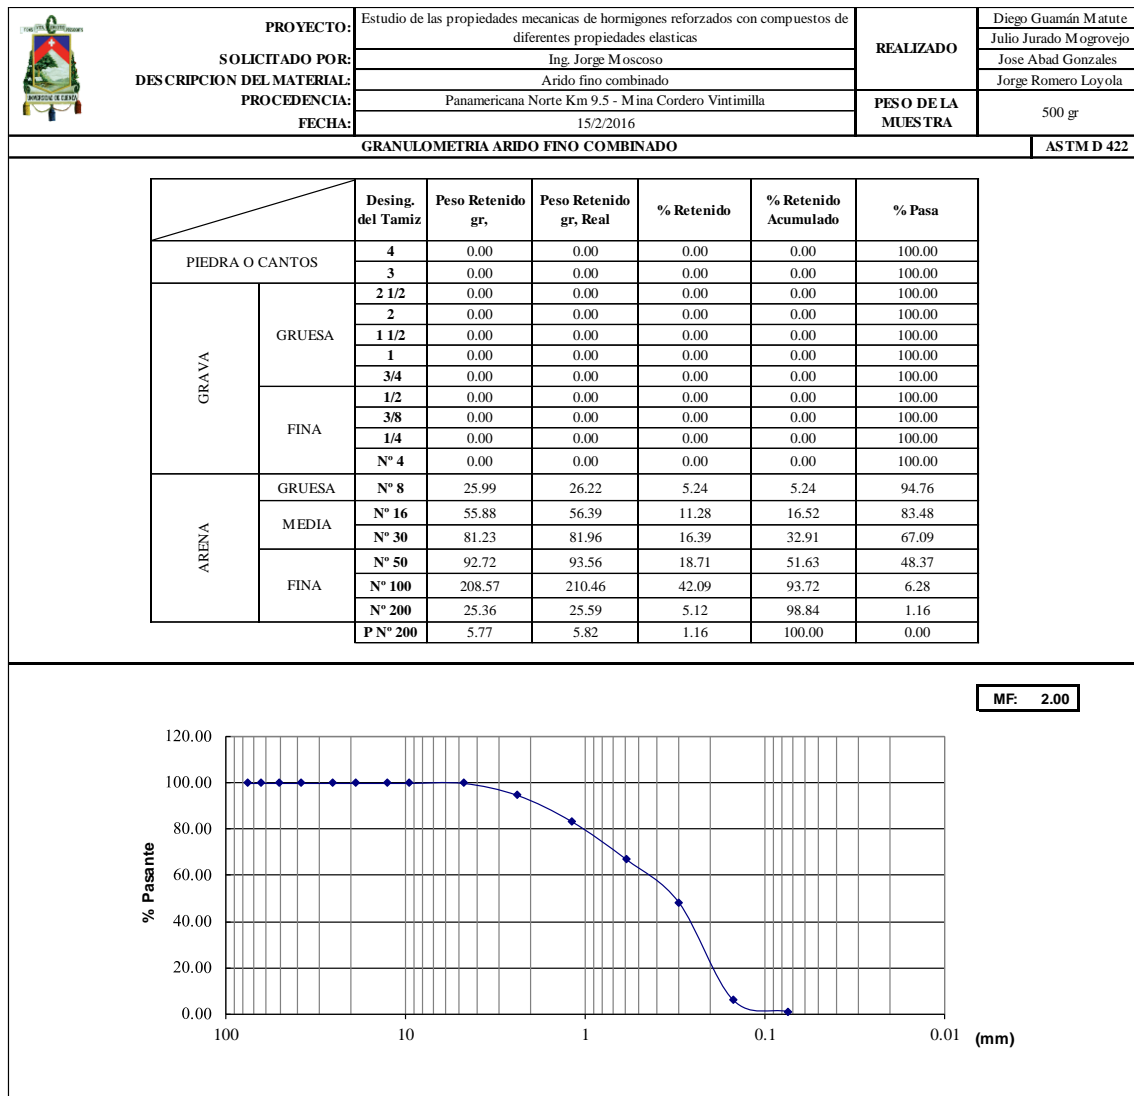 UNIVERSIDAD DE CUENCA
PROYECTO: Estudio de las propiedades mecanicas de hormigones reforzados con compuestos de diferentes propiedades elasticas
SOLICITADO POR: Ing. Jorge Moscoso
DESCRIPCION DEL MATERIAL: Arido fino combinado
PROCEDENCIA: Panamericana Norte Km 9.5 - Mina Cordero Vintimilla
FECHA: 15/2/2016
REALIZADO
Diego Guamán Matute
Julio Jurado Mogrovejo
Jose Abad Gonzales
Jorge Romero Loyola
PESO DE LA MUESTRA 500 gr
GRANULOMETRIA ARIDO FINO COMBINADO ASTM D 422
Desing. del Tamiz Peso Retenido gr, Peso Retenido gr, Real % Retenido % Retenido Acumulado % Pasa
PIEDRA O CANTOS
4 0.00 0.00 0.00 0.00 100.00
3 0.00 0.00 0.00 0.00 100.00
GRAVA
GRUESA
2 1/2 0.00 0.00 0.00 0.00 100.00
2 0.00 0.00 0.00 0.00 100.00
1 1/2 0.00 0.00 0.00 0.00 100.00
1 0.00 0.00 0.00 0.00 100.00
3/4 0.00 0.00 0.00 0.00 100.00
FINA
1/2 0.00 0.00 0.00 0.00 100.00
3/8 0.00 0.00 0.00 0.00 100.00
1/4 0.00 0.00 0.00 0.00 100.00
Nº 4 0.00 0.00 0.00 0.00 100.00
ARENA
GRUESA
Nº 8 25.99 26.22 5.24 5.24 94.76
MEDIA
Nº 16 55.88 56.39 11.28 16.52 83.48
Nº 30 81.23 81.96 16.39 32.91 67.09
FINA
Nº 50 92.72 93.56 18.71 51.63 48.37
Nº 100 208.57 210.46 42.09 93.72 6.28
Nº 200 25.36 25.59 5.12 98.84 1.16
P Nº 200 5.77 5.82 1.16 100.00 0.00
MF: 2.00
% Pasante
120.00
100.00
80.00
60.00
40.00
20.00
0.00
100 10 1 0.1 0.01 (mm)